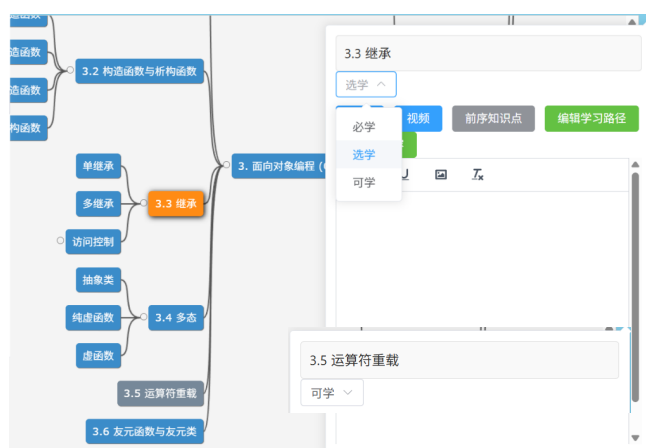 造函数
3.2 构造函数与析构函数
造函数
构函数
单继承
多继承
3.3 继承
访问控制
3. 面向对象编程 (
抽象类
纯虚函数
3.4 多态
虚函数
3.5 运算符重载
3.6 友元函数与友元类
3.3 继承
选学
视频
前序知识点
编辑学习路径
必学
选学
可学
3.5 运算符重载
可学